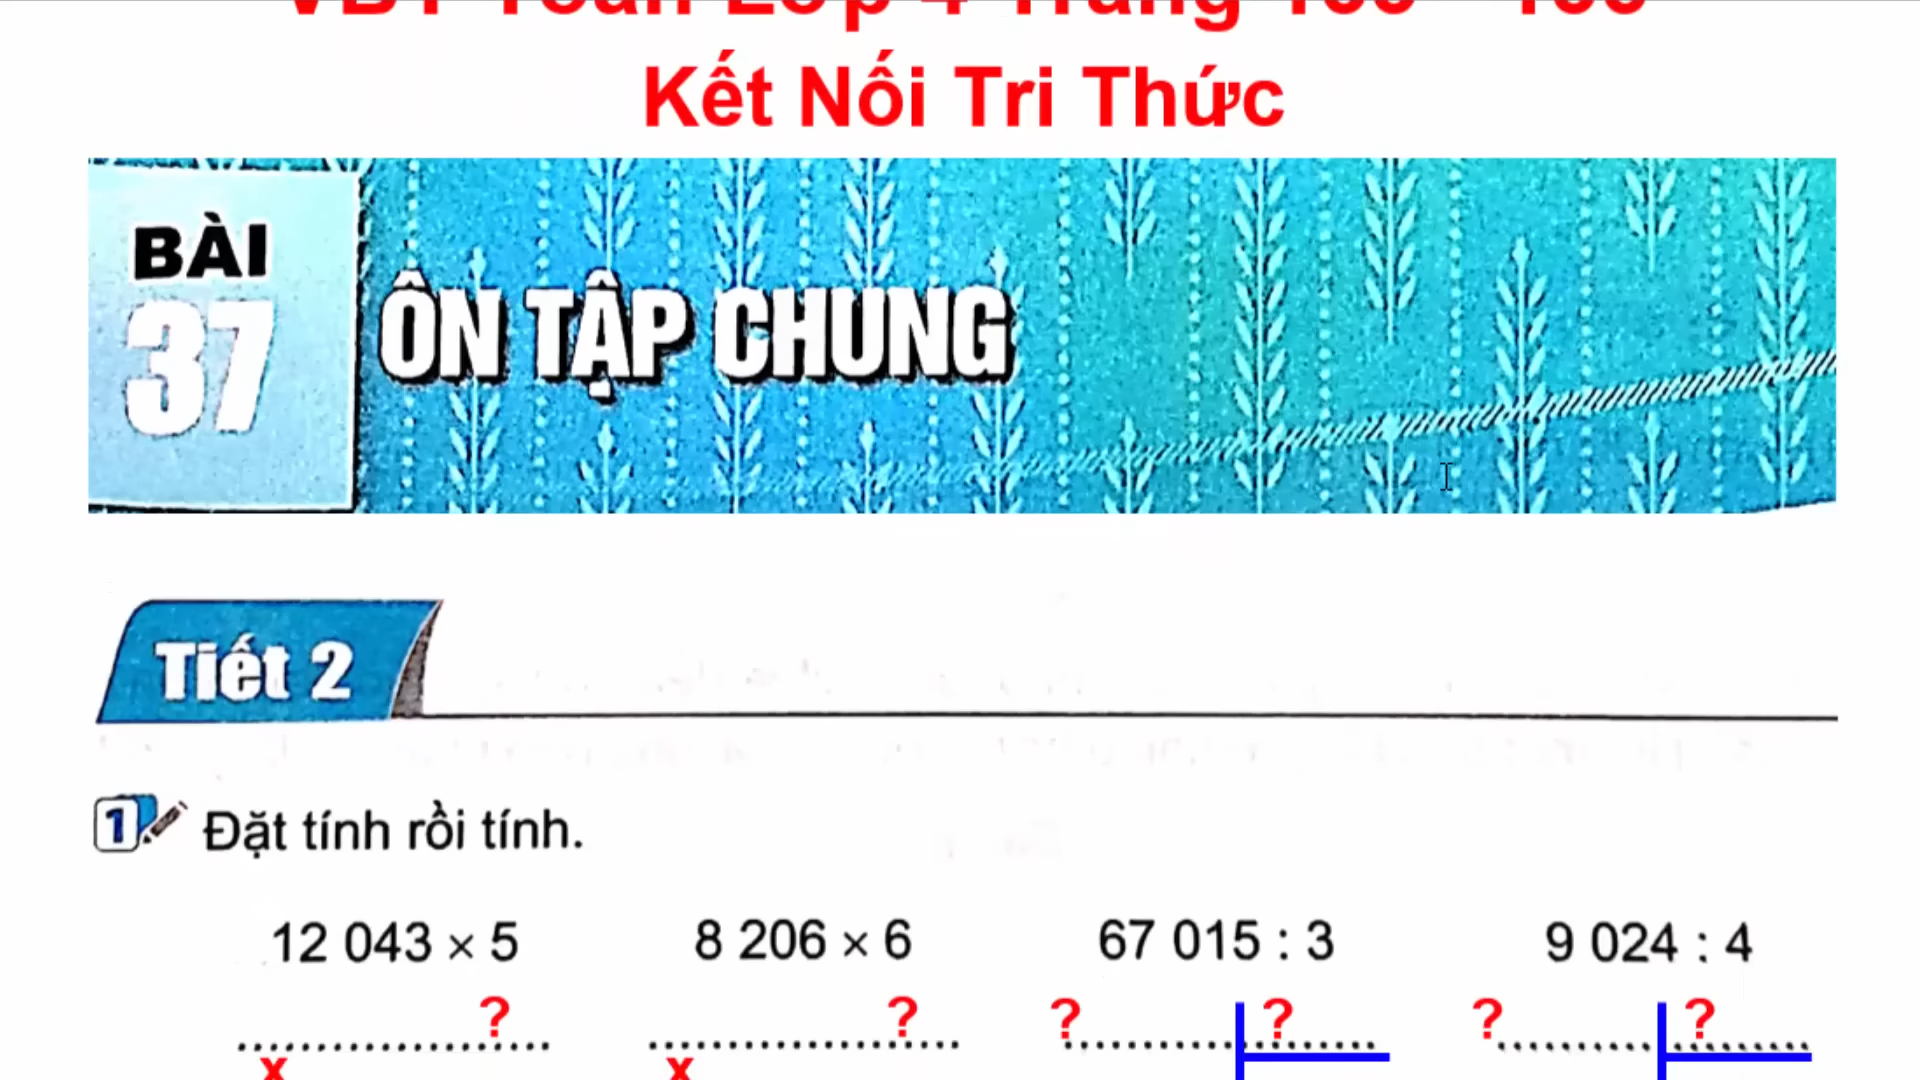 Kết Nối Tri Thức
BÀI
37
ÔN TẬP CHUNG
Tiết 2
1 Đặt tính rồi tính.
12 043 × 5 8 206 × 6 67 015 : 3 9 024 : 4
? ? ? ? ? ?
x x